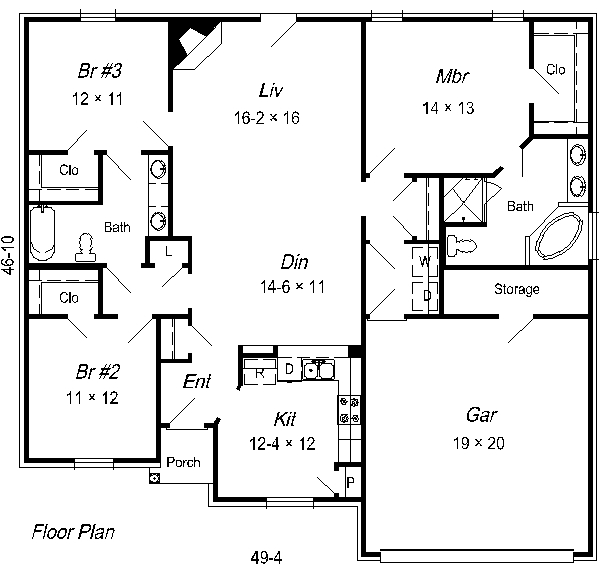 Br #3
12 × 11
Liv
16-2 × 16
Mbr
14 × 13
Clo
Clo
Bath
L
Bath
46-10
Din
14-6 × 11
W
D
Storage
Clo
Br #2
11 × 12
Ent
R
D
Kit
12-4 × 12
Gar
19 × 20
Porch
P
Floor Plan
49-4